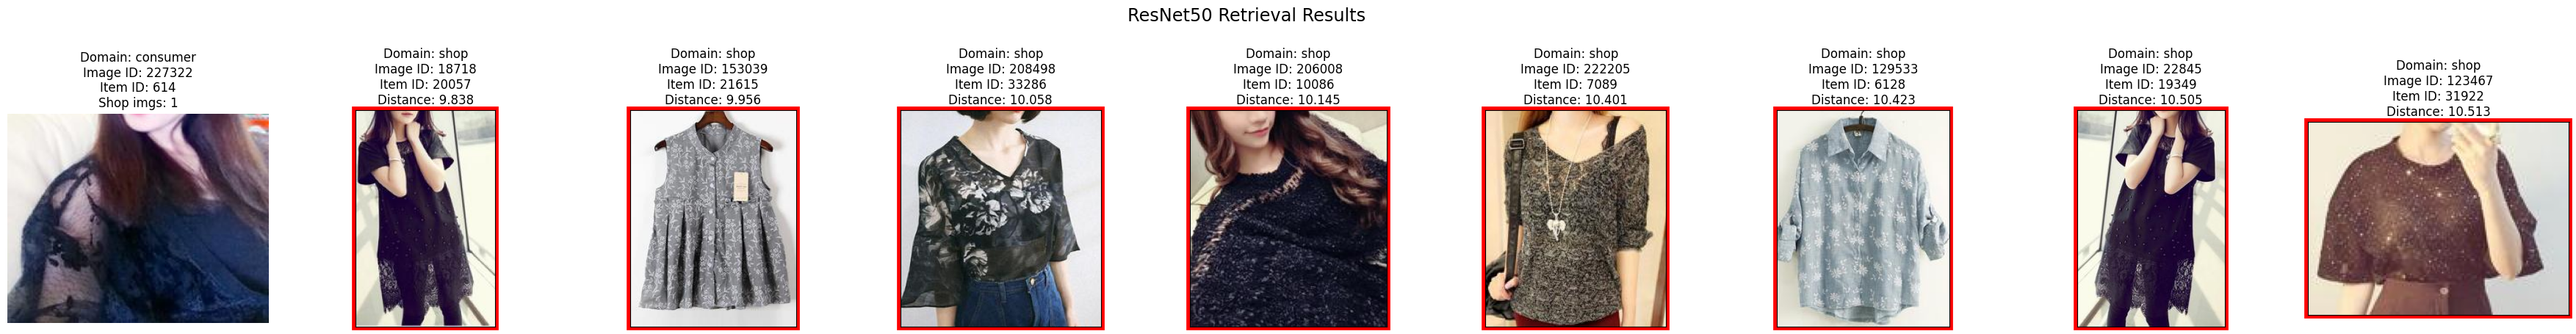 ResNet50 Retrieval Results
Domain: consumer
Image ID: 227322
Item ID: 614
Shop imgs: 1
Domain: shop
Image ID: 18718
Item ID: 20057
Distance: 9.838
Domain: shop
Image ID: 153039
Item ID: 21615
Distance: 9.956
Domain: shop
Image ID: 208498
Item ID: 33286
Distance: 10.058
Domain: shop
Image ID: 206008
Item ID: 10086
Distance: 10.145
Domain: shop
Image ID: 222205
Item ID: 7089
Distance: 10.401
Domain: shop
Image ID: 129533
Item ID: 6128
Distance: 10.423
Domain: shop
Image ID: 22845
Item ID: 19349
Distance: 10.505
Domain: shop
Image ID: 123467
Item ID: 31922
Distance: 10.513